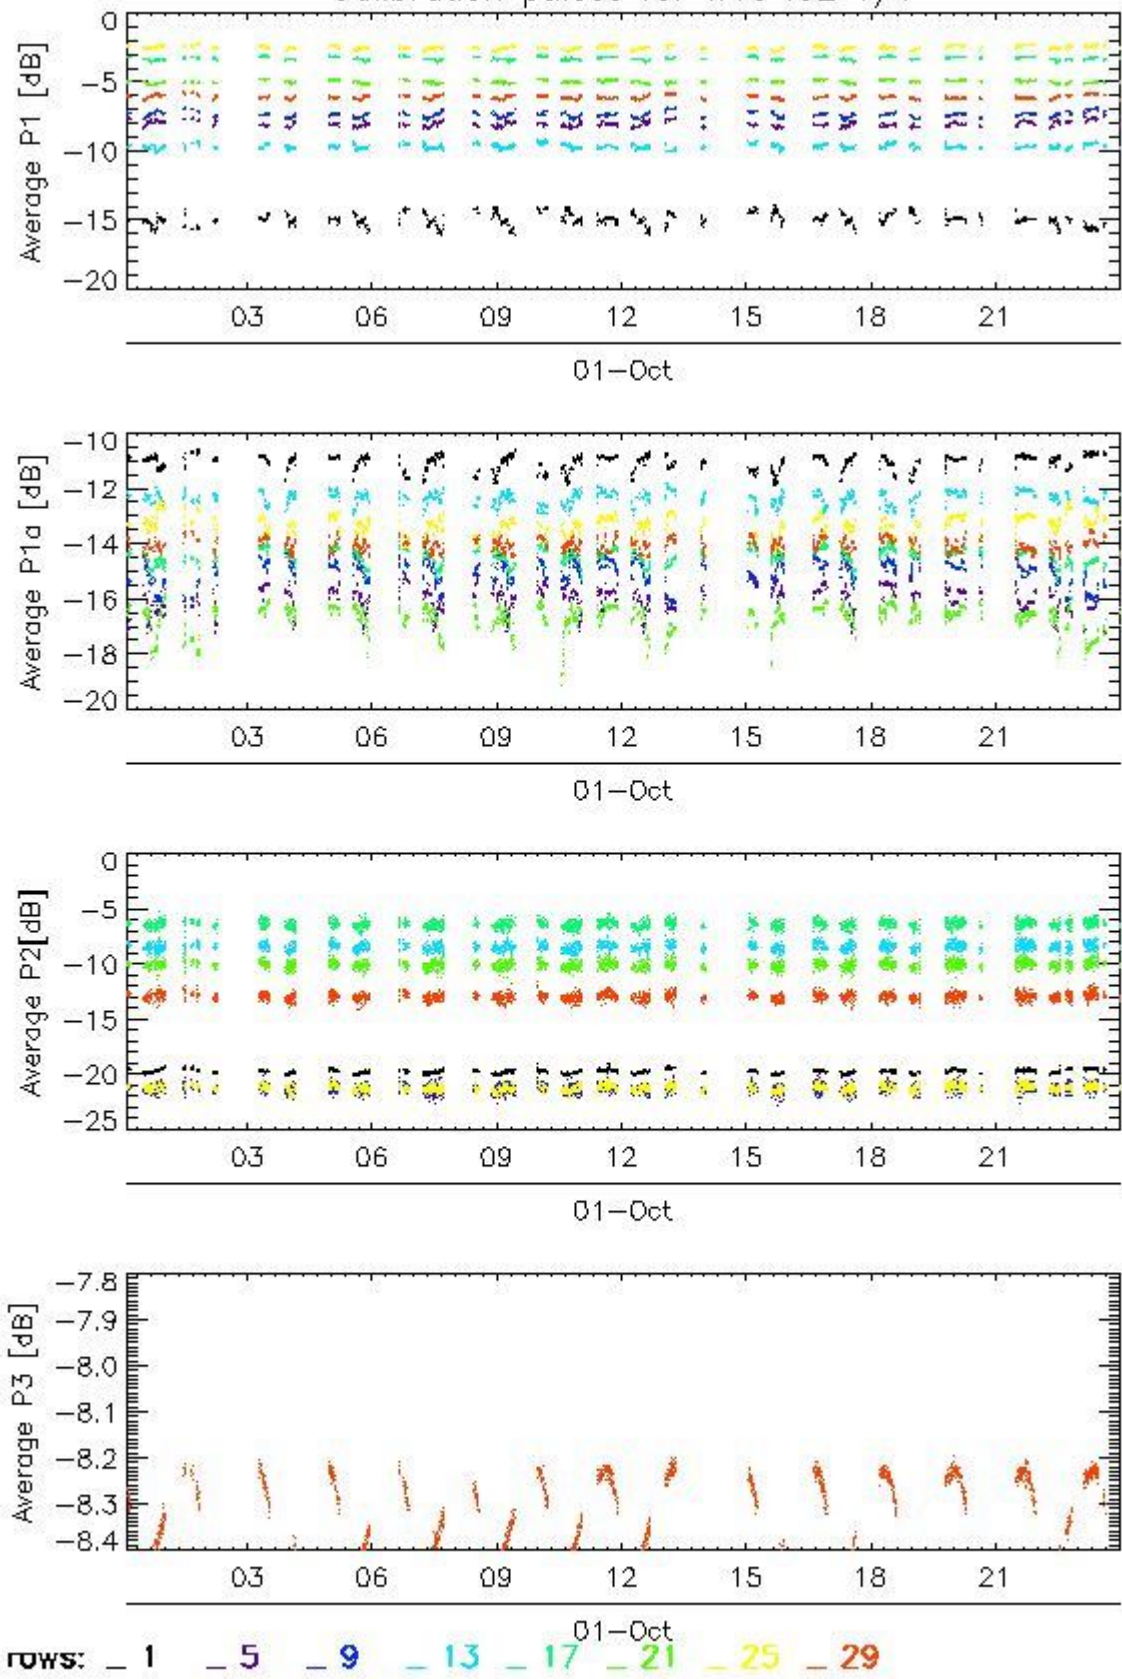 pulses for
0
−5
−10
−15
−20
Average P1 [dB]
03 06 09 12 15 18 21
01−Oct
−10
−12
−14
−16
−18
−20
Average P1a [dB]
03 06 09 12 15 18 21
01−Oct
0
−5
−10
−15
−20
−25
Average P2[dB]
03 06 09 12 15 18 21
01−Oct
−7.8
−7.9
−8.0
−8.1
−8.2
−8.3
−8.4
Average P3 [dB]
03 06 09 12 15 18 21
01−Oct
rows: _ 1 _ 5 _ 9 _ 13 _ 17 _ 21 _ 25 _ 29